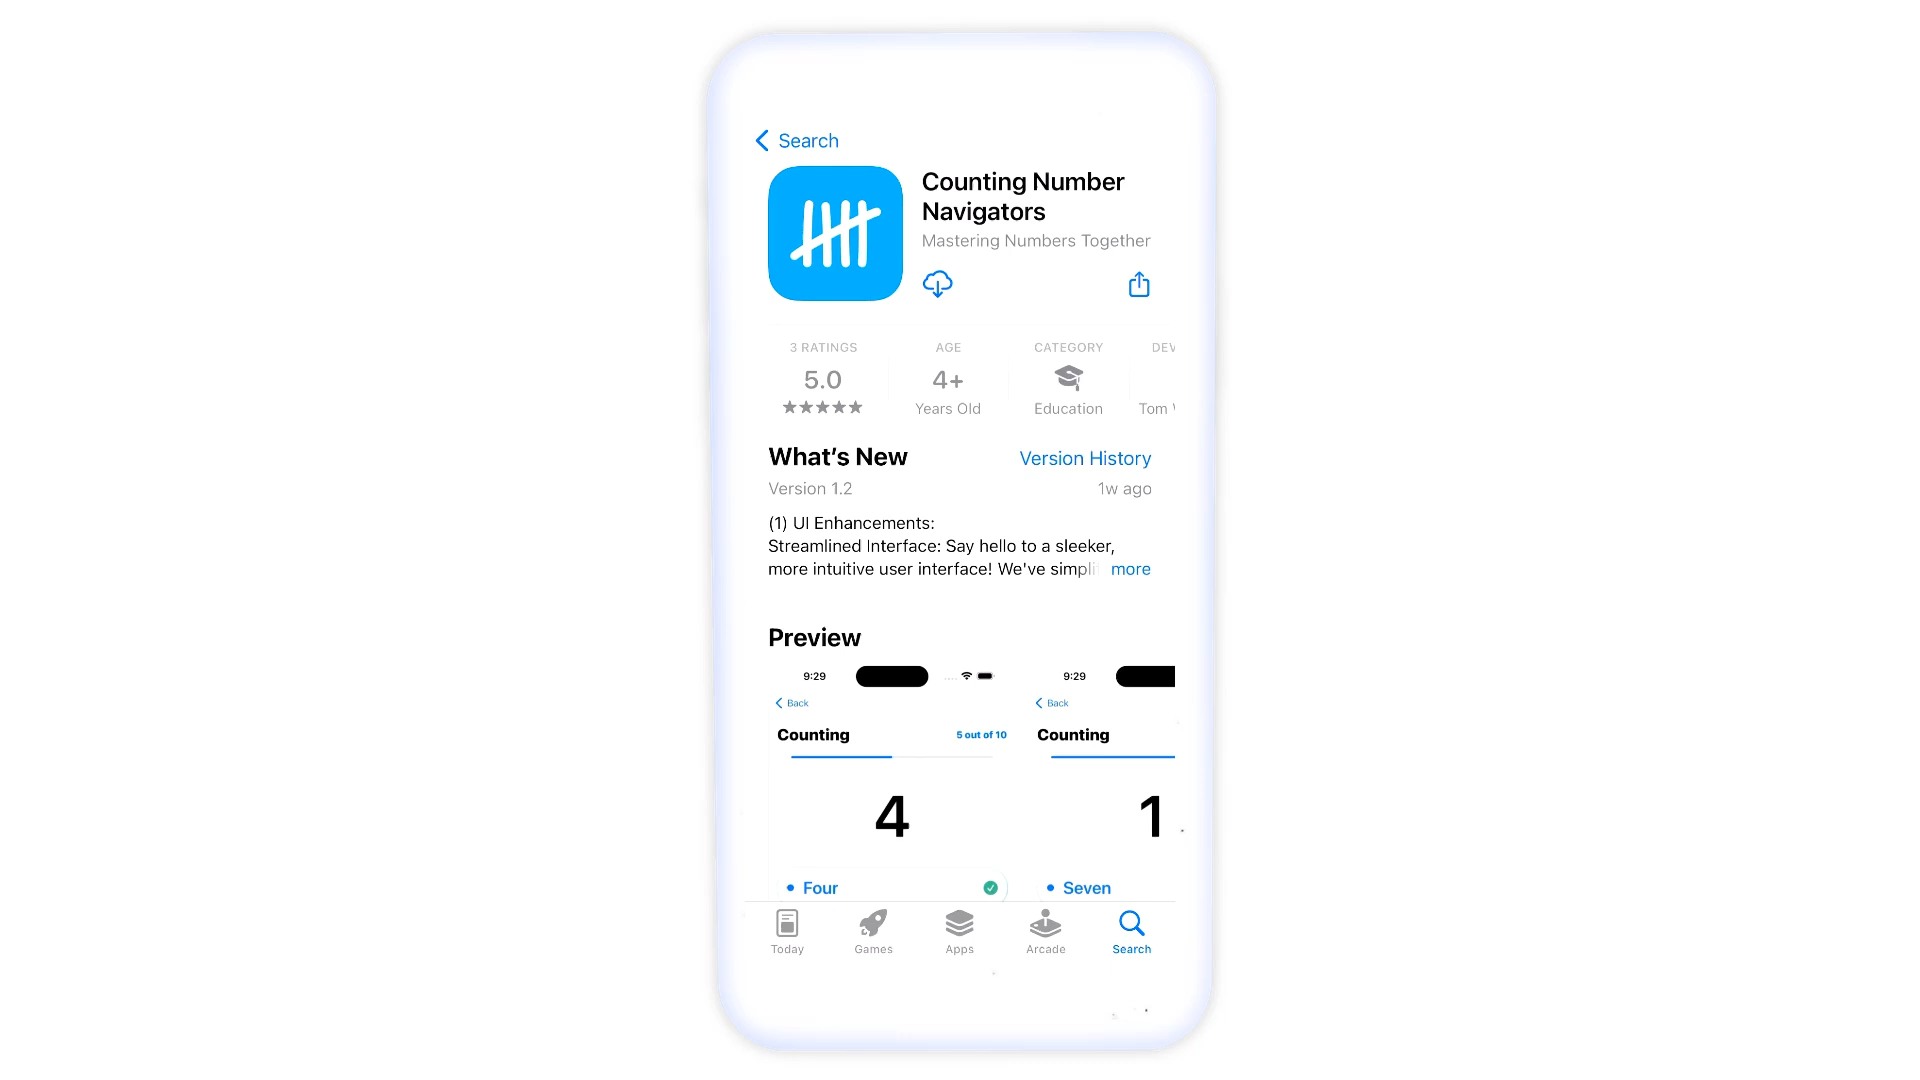 Search
Counting Number
Navigators
Mastering Numbers Together
3 RATINGS
5.0
Years Old
AGE
4+
CATEGORY
Education
DEV
Tom
What's New
Version History
Version 1.2
1w ago
(1) UI Enhancements:
Streamlined Interface: Say hello to a sleeker,
more intuitive user interface! We've simpli more
Preview
9:29
9:29
Back
Back
Counting
5 out of 10
Counting
4
1
Four
Seven
Today
Games
Apps
Arcade
Search